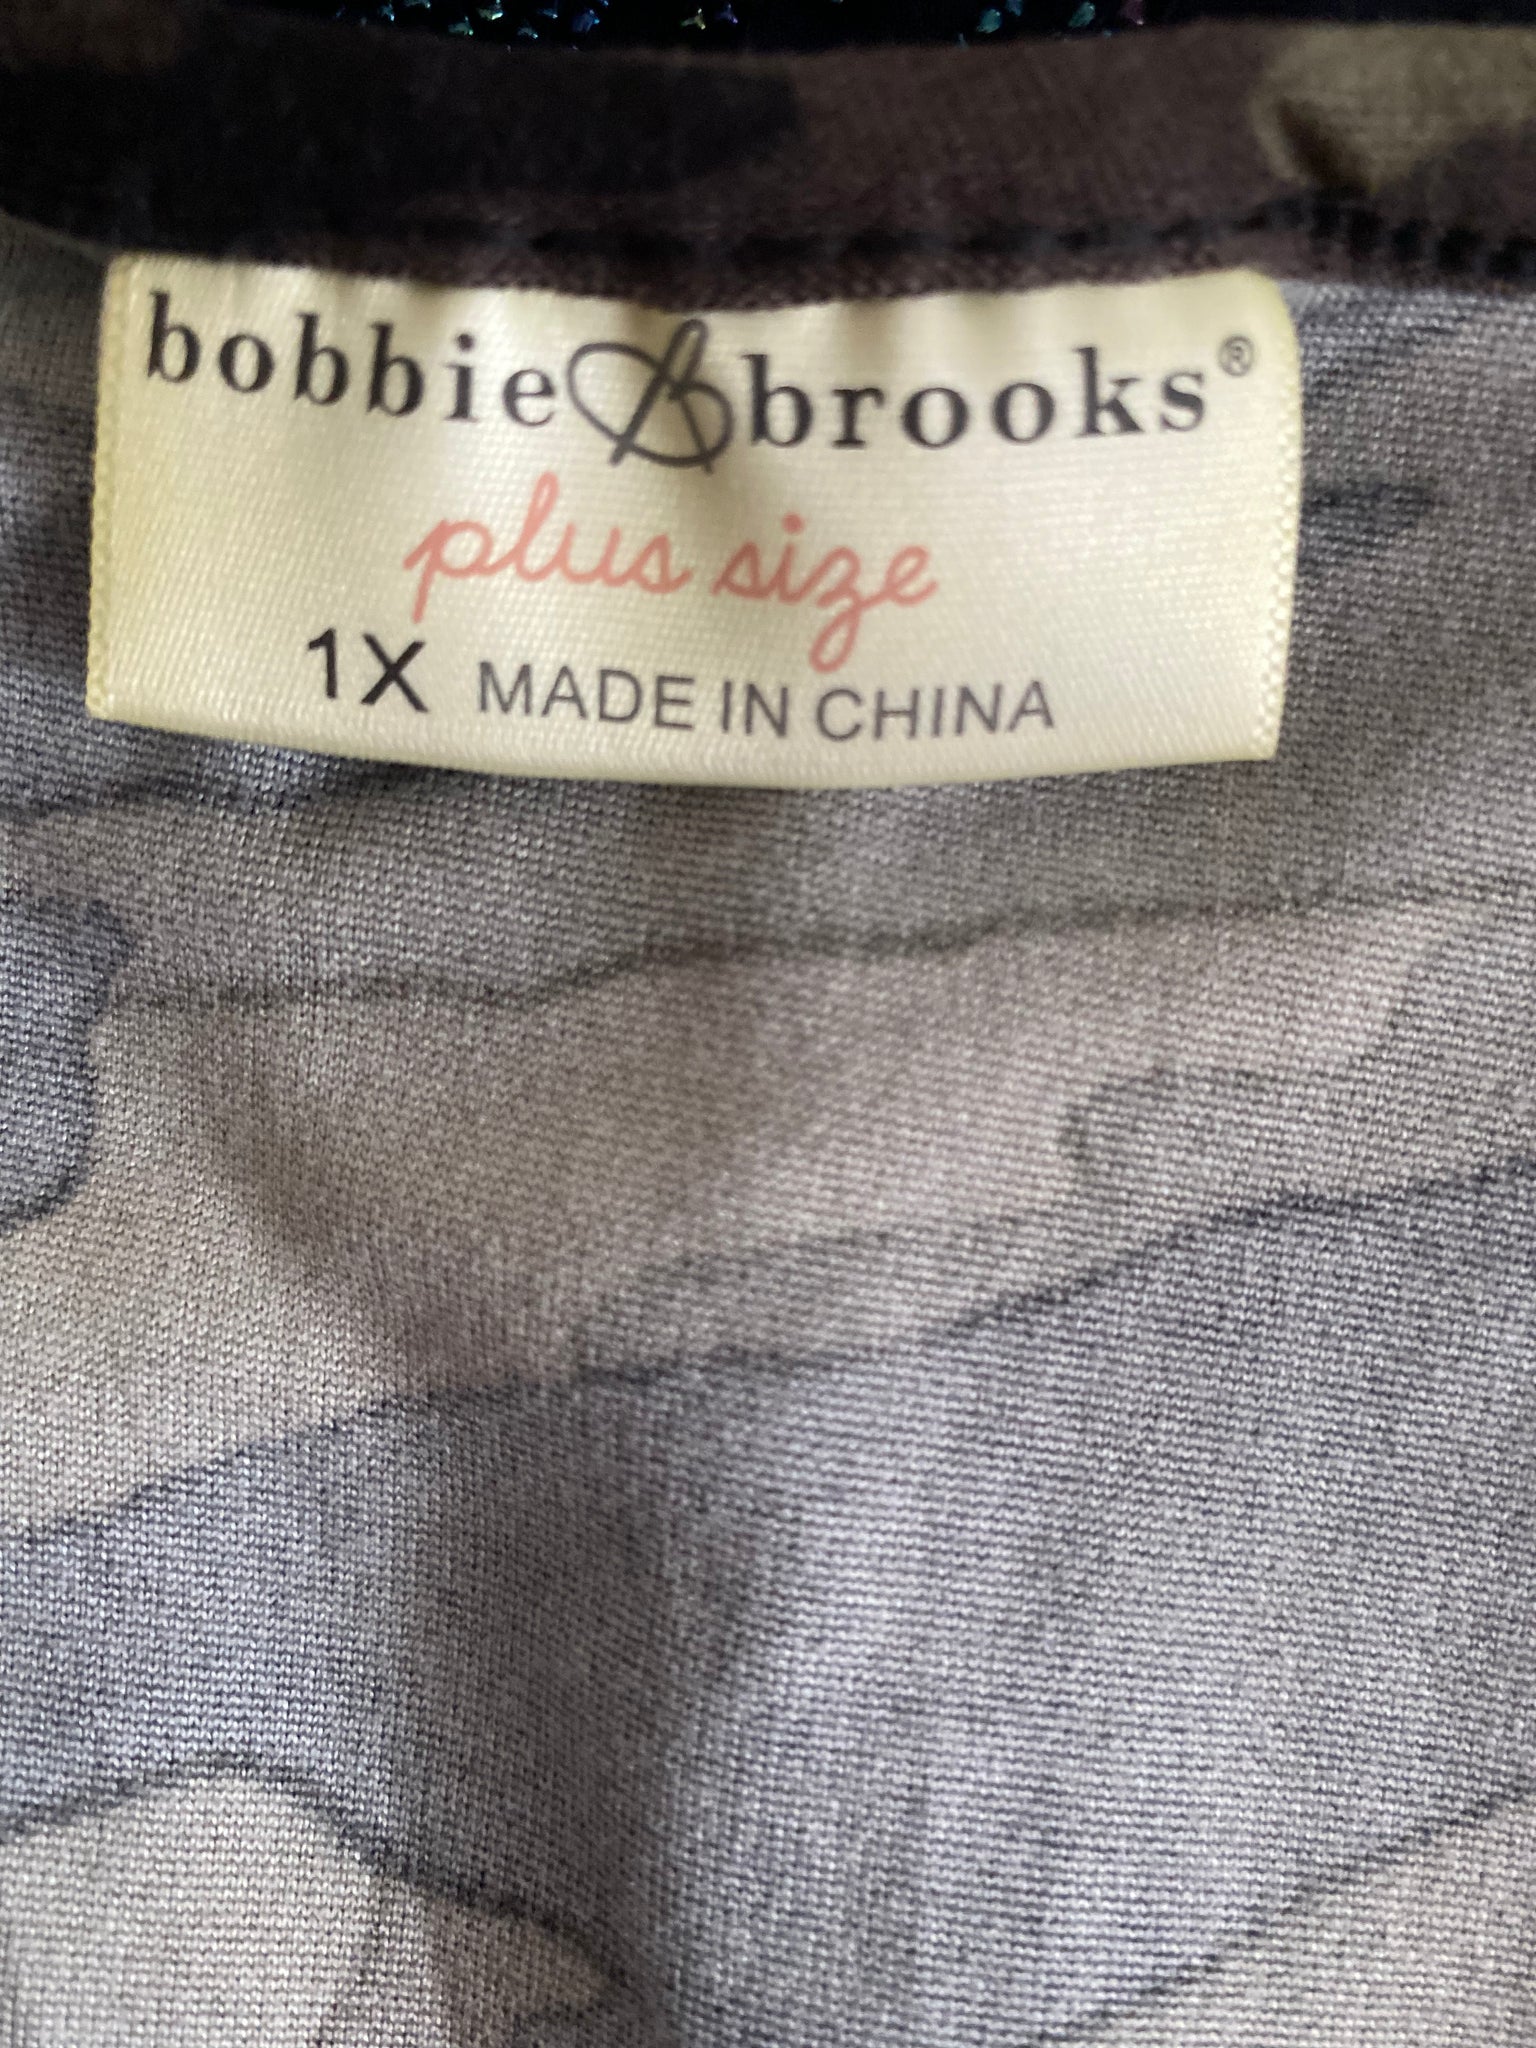 bobbie brooks®
plus size
1X MADE IN CHINA